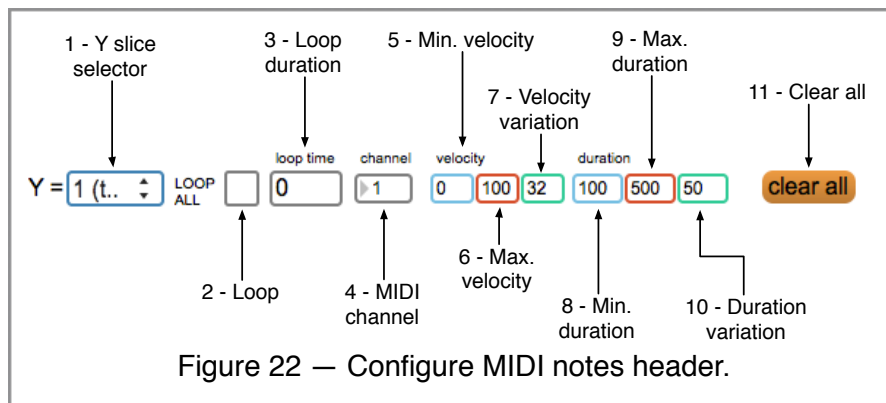 1 - Y slice
selector
3 - Loop
duration
5 - Min. velocity
7 - Velocity
variation
9 - Max.
duration
11 - Clear all
loop time
channel
velocity
duration
Y = 1 (t..
LOOP
ALL
0
1
0
100
32
100
500
50
clear all
2 - Loop
4 - MIDI
channel
6 - Max.
velocity
8 - Min.
duration
10 - Duration
variation
Figure 22 — Configure MIDI notes header.